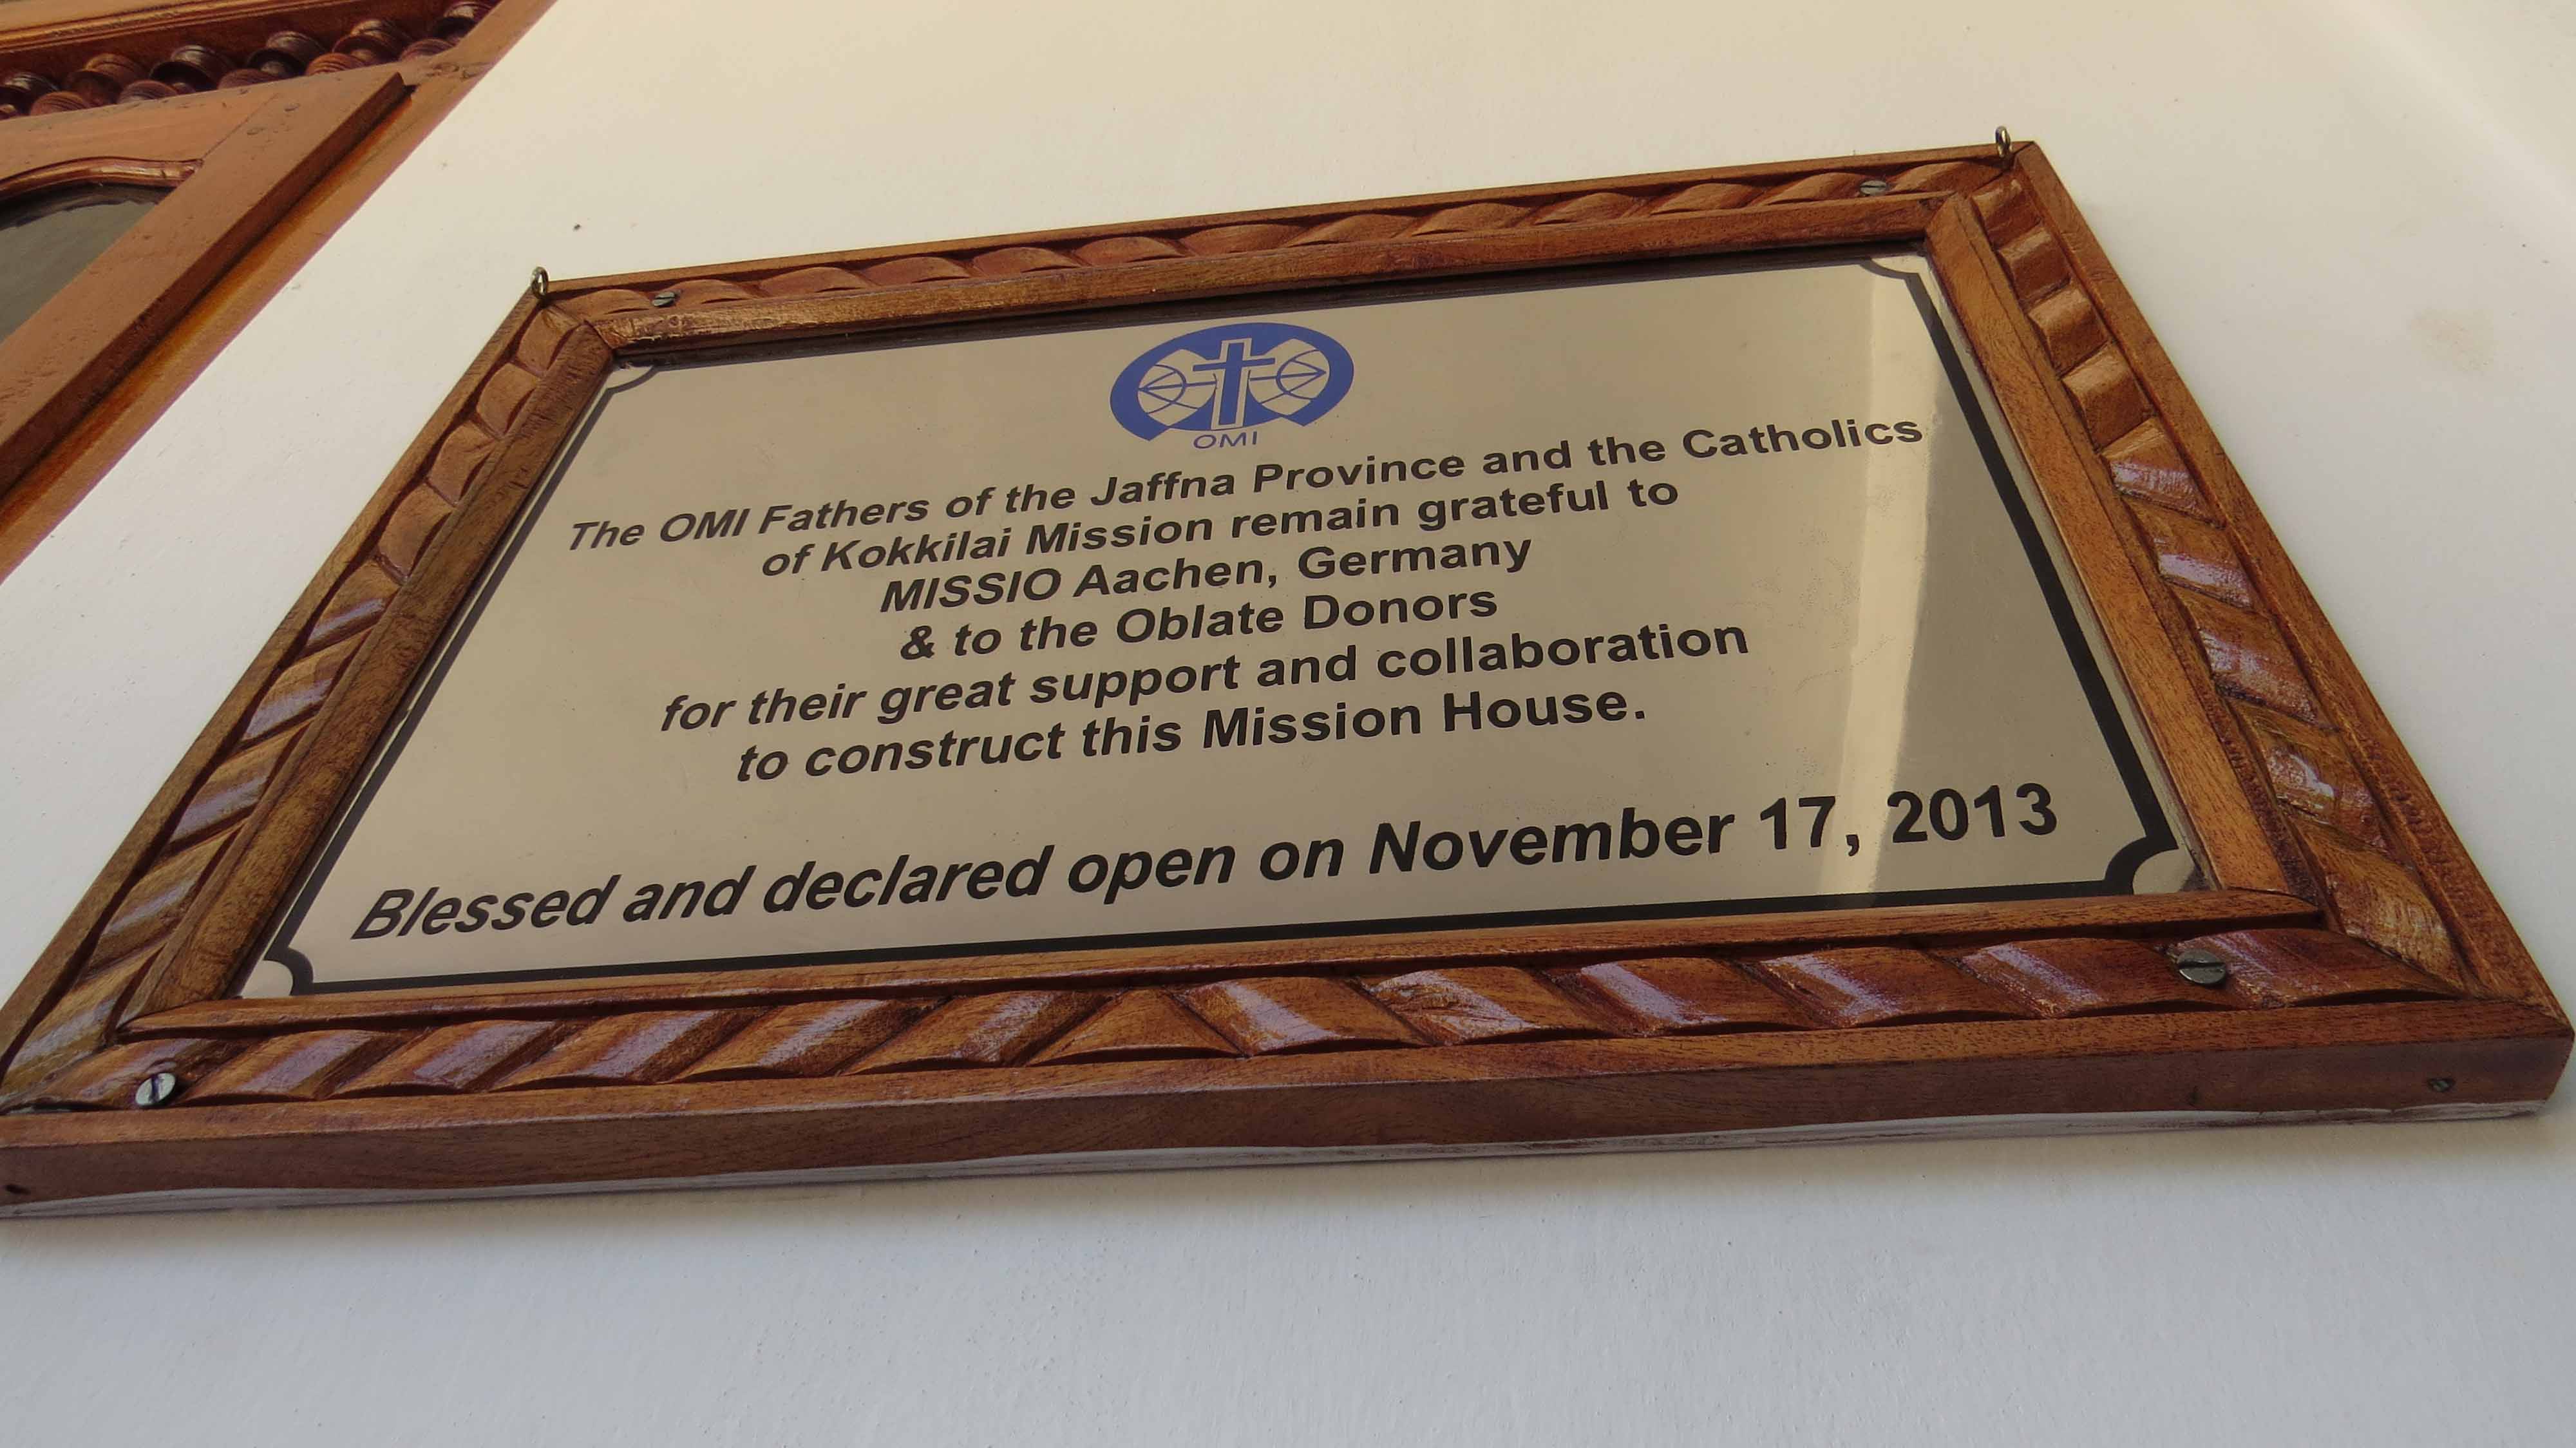 OMI
The OMI Fathers of the Jaffna Province and the Catholics
of Kokkilai Mission remain grateful to
MISSIO Aachen, Germany
& to the Oblate Donors
for their great support and collaboration
to construct this Mission House.
Blessed and declared open on November 17, 2013